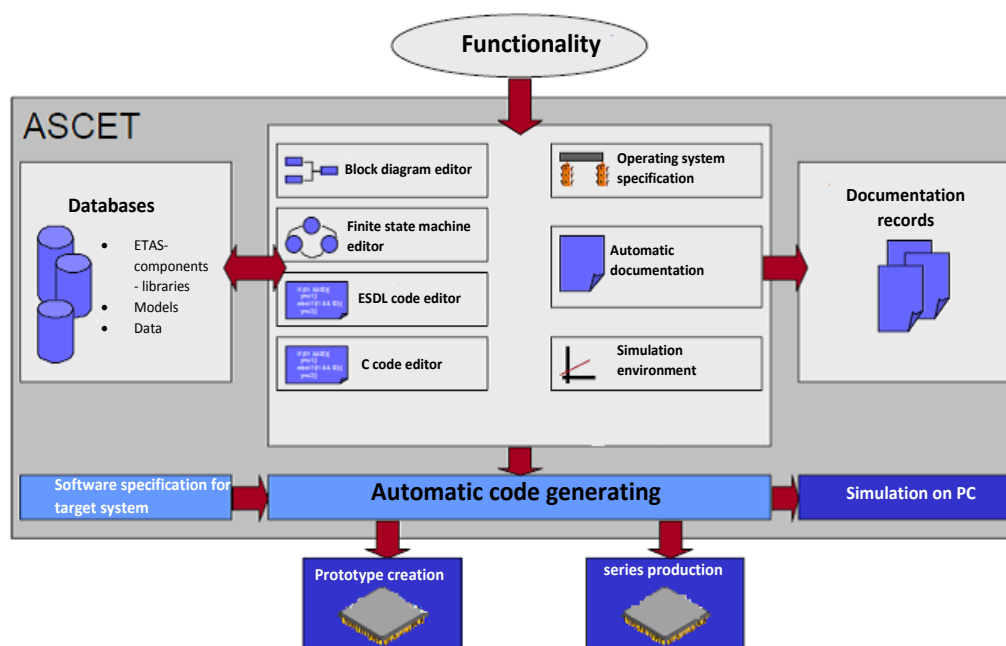 Functionality
ASCET
Block diagram editor
Operating system
specification
Databases
ETAS-
components
- libraries
Models
Data
Finite state machine
editor
Automatic
documentation
Documentation
records
ESDL code editor
C code editor
Simulation
environment
Software specification for
target system
Automatic code generating
Simulation on PC
Prototype creation
series production